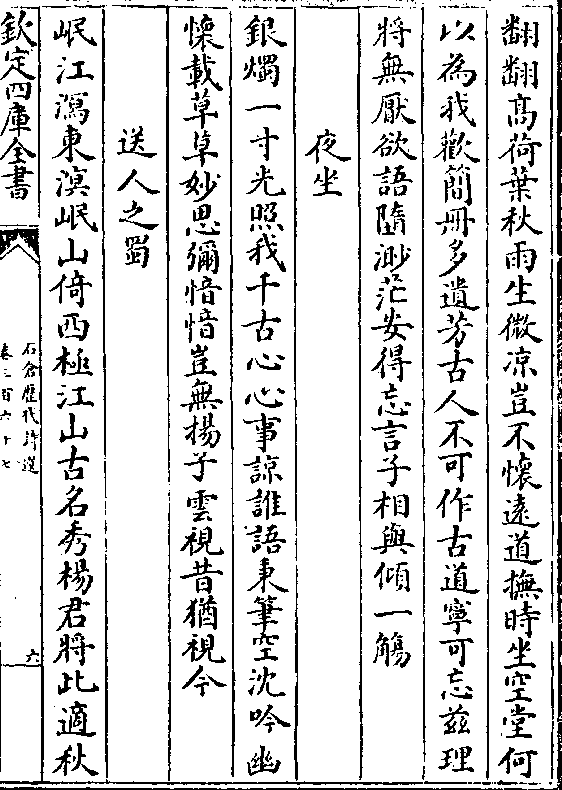 翻翻高荷葉秋雨生微凉豈不懷遠道撫時坐空堂何
以為我歡簡冊多遺芳古人不可作古道寧可忘兹理
將無厭欲語隨渺茫安得忘言子相與傾一觴
夜坐
銀燭一寸光照我千古心心事諒誰語秉筆空沈吟幽
懷載草草妙思彌愔愔豈無揚子雲視昔猶視今
送人之蜀
岷江瀉東溟岷山倚西極江山古名秀楊君將此適秋
欽定四庫全書
石倉歴代詩選
卷三百六十七
六